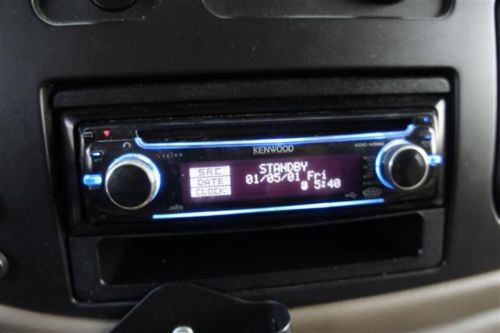 KENWOOD
SRC
STANDBY
DATE
01/05/01 Fri
CLOCK
5:40